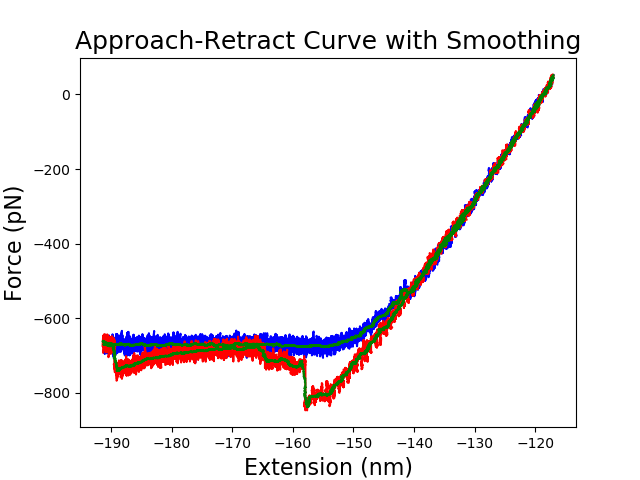 Approach-Retract Curve with Smoothing
Force (pN)
0
−200
−400
−600
−800
−190 −180 −170 −160 −150 −140 −130 −120
Extension (nm)